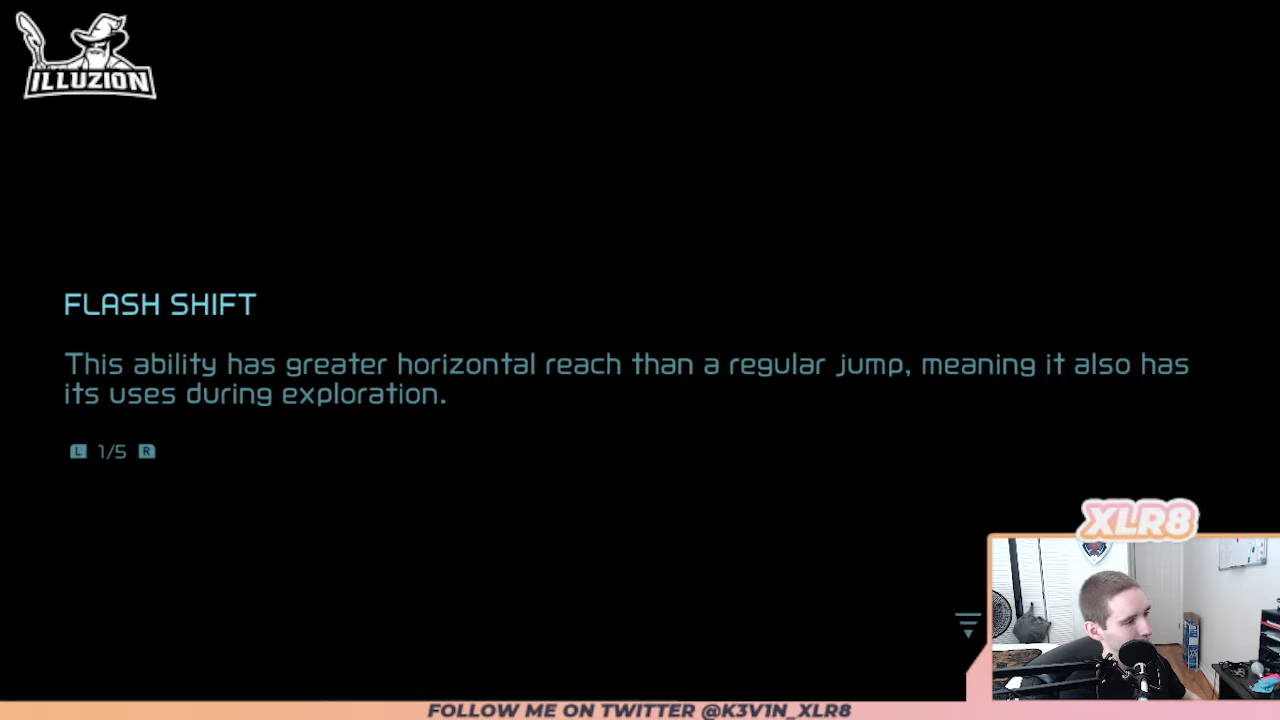 ILLUZION
FLASH SHIFT
This ability has greater horizontal reach than a regular jump, meaning it also has
its uses during exploration.
L 1/5 R
XLR8
FOLLOW ME ON TWITTER @K3V1N_XLR8